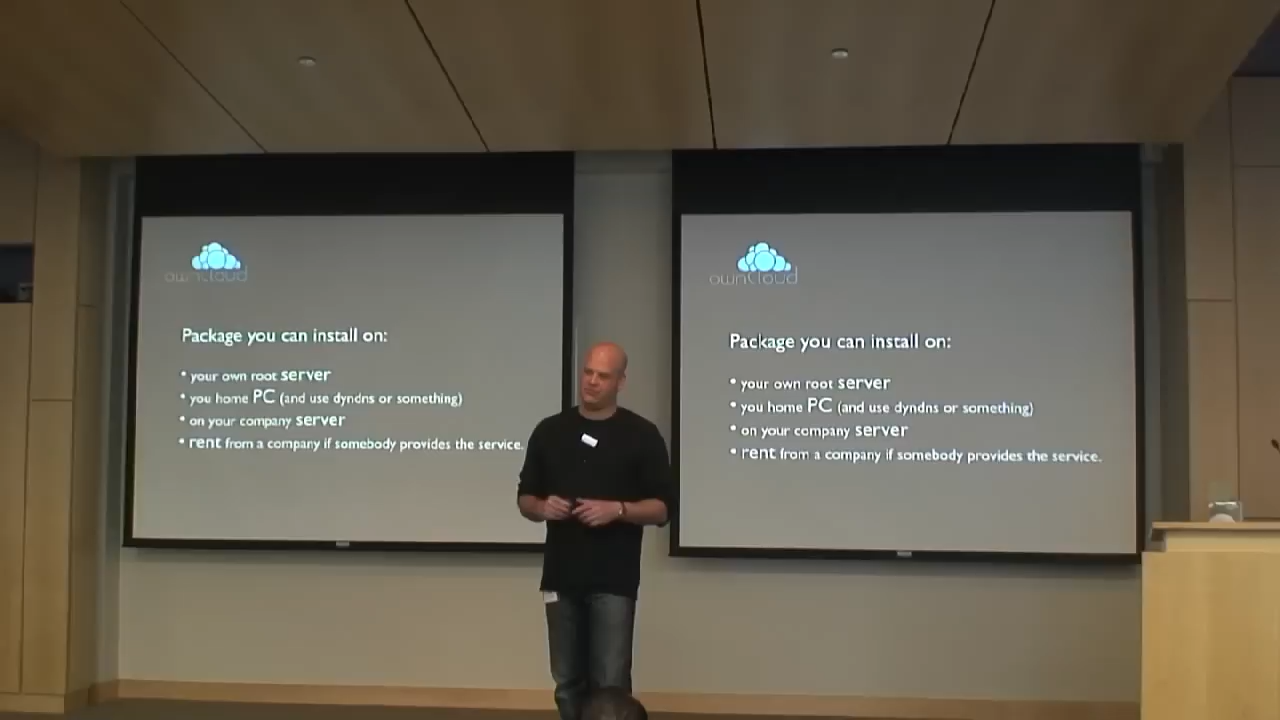 ownCloud
Package you can install on:
• your own root server
• you home PC (and use dyndns or something)
• on your company server
• rent from a company if somebody provides the service.
ownCloud
Package you can install on:
• your own root server
• you home PC (and use dyndns or something)
• on your company server
• rent from a company if somebody provides the service.